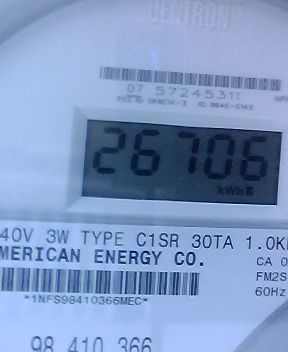 CENTRON®
07 57245311
26706
kWh
40V 3W TYPE C1SR 30TA 1.0K
MERICAN ENERGY CO.
CA 0
FM2S
*1NFS98410366MEC*
60Hz
98 410 366